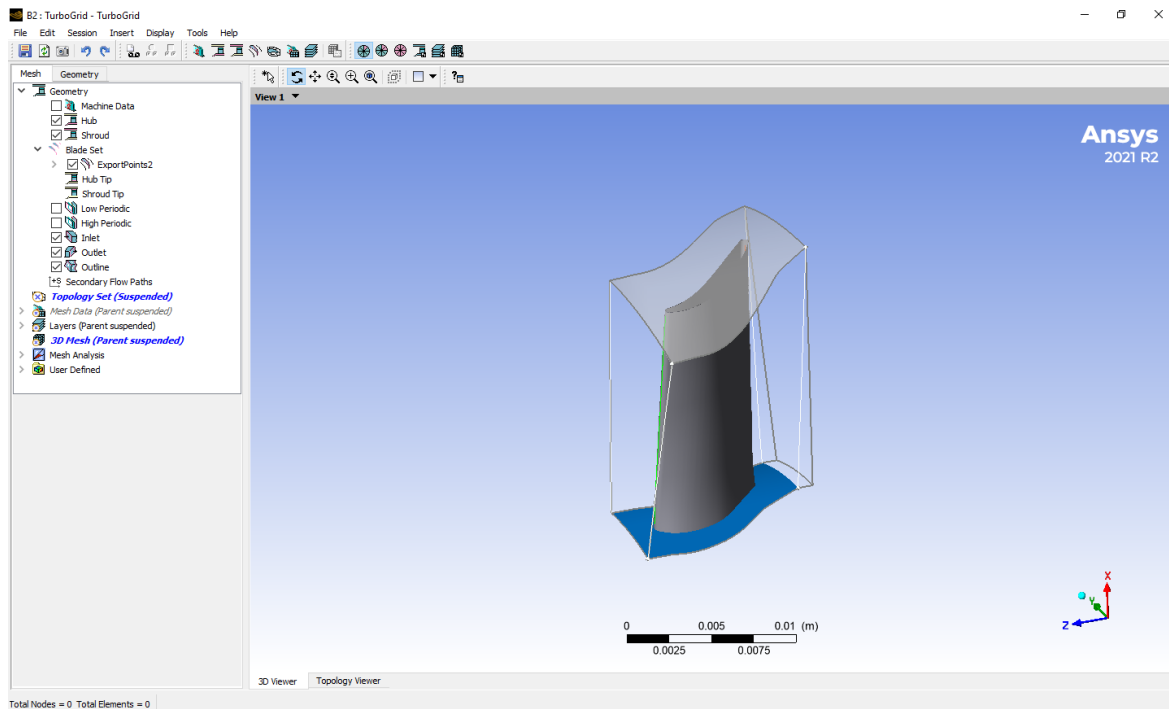 B2 : TurboGrid - TurboGrid
File Edit Session Insert Display Tools Help
Mesh Geometry
View 1
Geometry
Machine Data
Hub
Shroud
Blade Set
ExportPoints2
Hub Tip
Shroud Tip
Low Periodic
High Periodic
Inlet
Outlet
Outline
Secondary Flow Paths
Topology Set (Suspended)
Mesh Data (Parent suspended)
Layers (Parent suspended)
3D Mesh (Parent suspended)
Mesh Analysis
User Defined
Ansys
2021 R2
0 0.005 0.01 (m)
0.0025 0.0075
X
Y
Z
3D Viewer Topology Viewer
Total Nodes = 0 Total Elements = 0